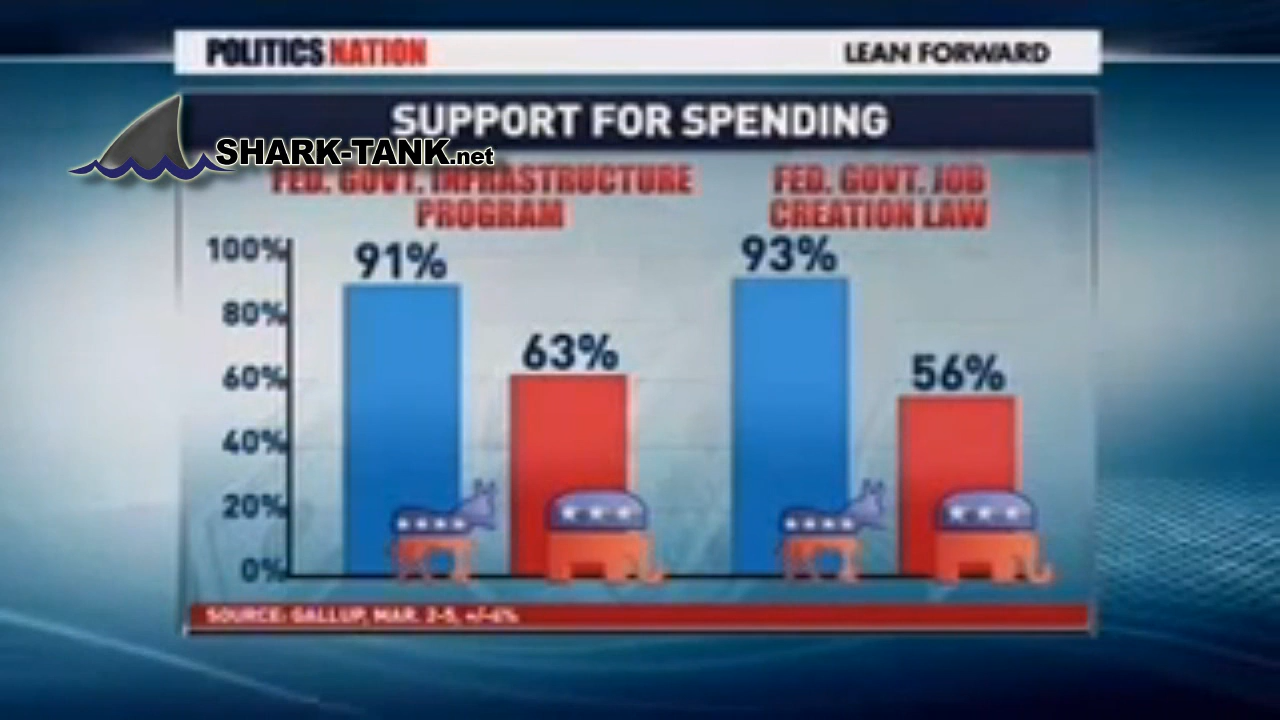 POLITICSNATION
LEAN FORWARD
SUPPORT FOR SPENDING
SHARK-TANK.net
FED. GOVT. INFRASTRUCTURE
PROGRAM
FED. GOVT. JOB
CREATION LAW
100%
80%
60%
40%
20%
0%
91%
63%
93%
56%
SOURCE: GALLUP, MAR. 2-5, +/-4%